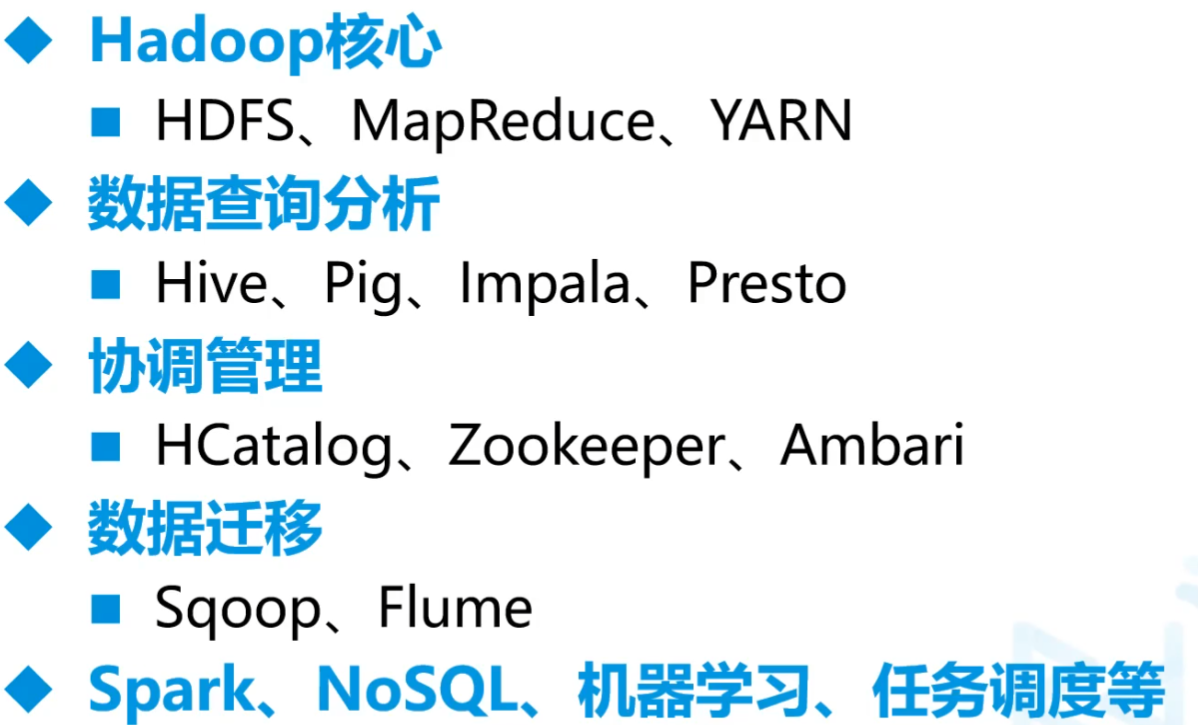 Hadoop核心
HDFS、MapReduce、YARN
数据查询分析
Hive、Pig、Impala、Presto
协调管理
HCatalog、Zookeeper、Ambari
数据迁移
Sqoop、Flume
Spark、NoSQL、机器学习、任务调度等